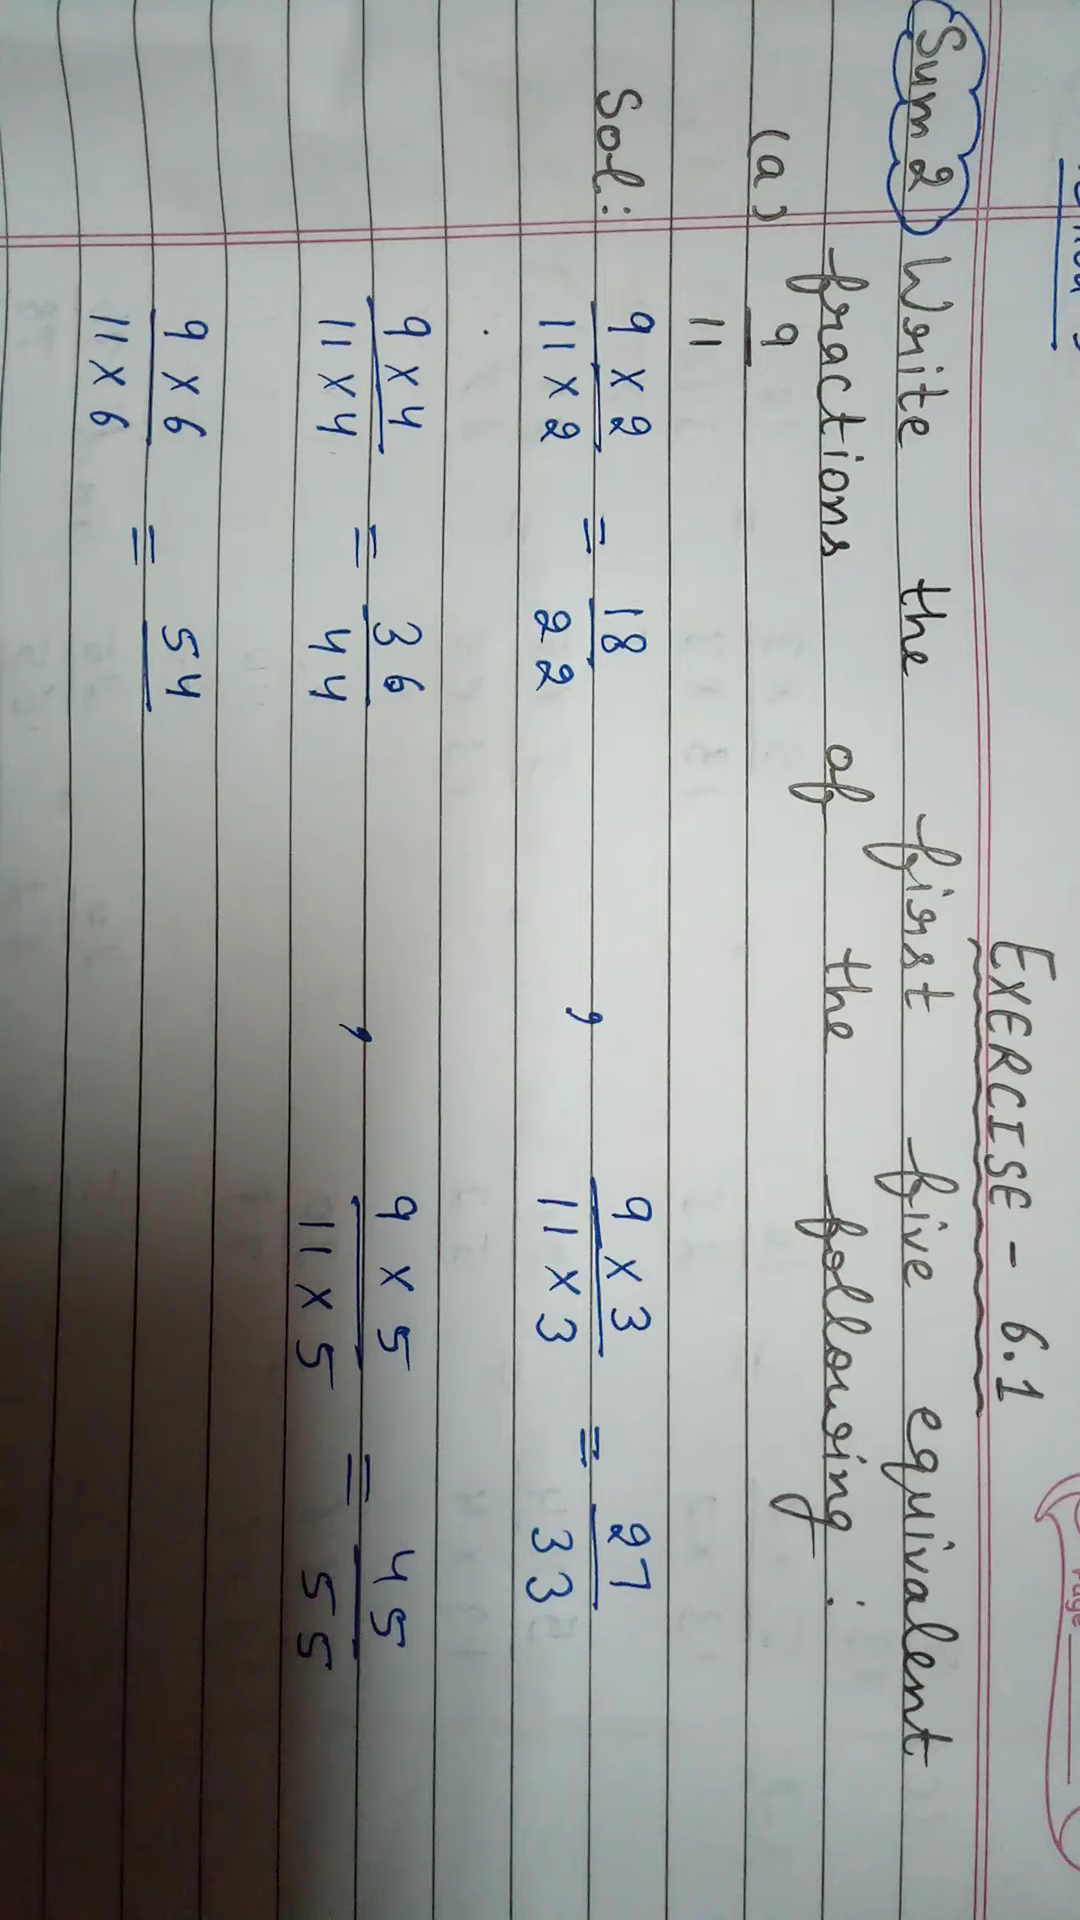 Page
EXERCISE - 6.1
Sum 2) Write the first five equivalent
fractions of the following :
(a) 9/11
Sol: (9 × 2)/(11 × 2) = 18/22 , (9 × 3)/(11 × 3) = 27/33
(9 × 4)/(11 × 4) = 36/44 , (9 × 5)/(11 × 5) = 45/55
(9 × 6)/(11 × 6) = 54/